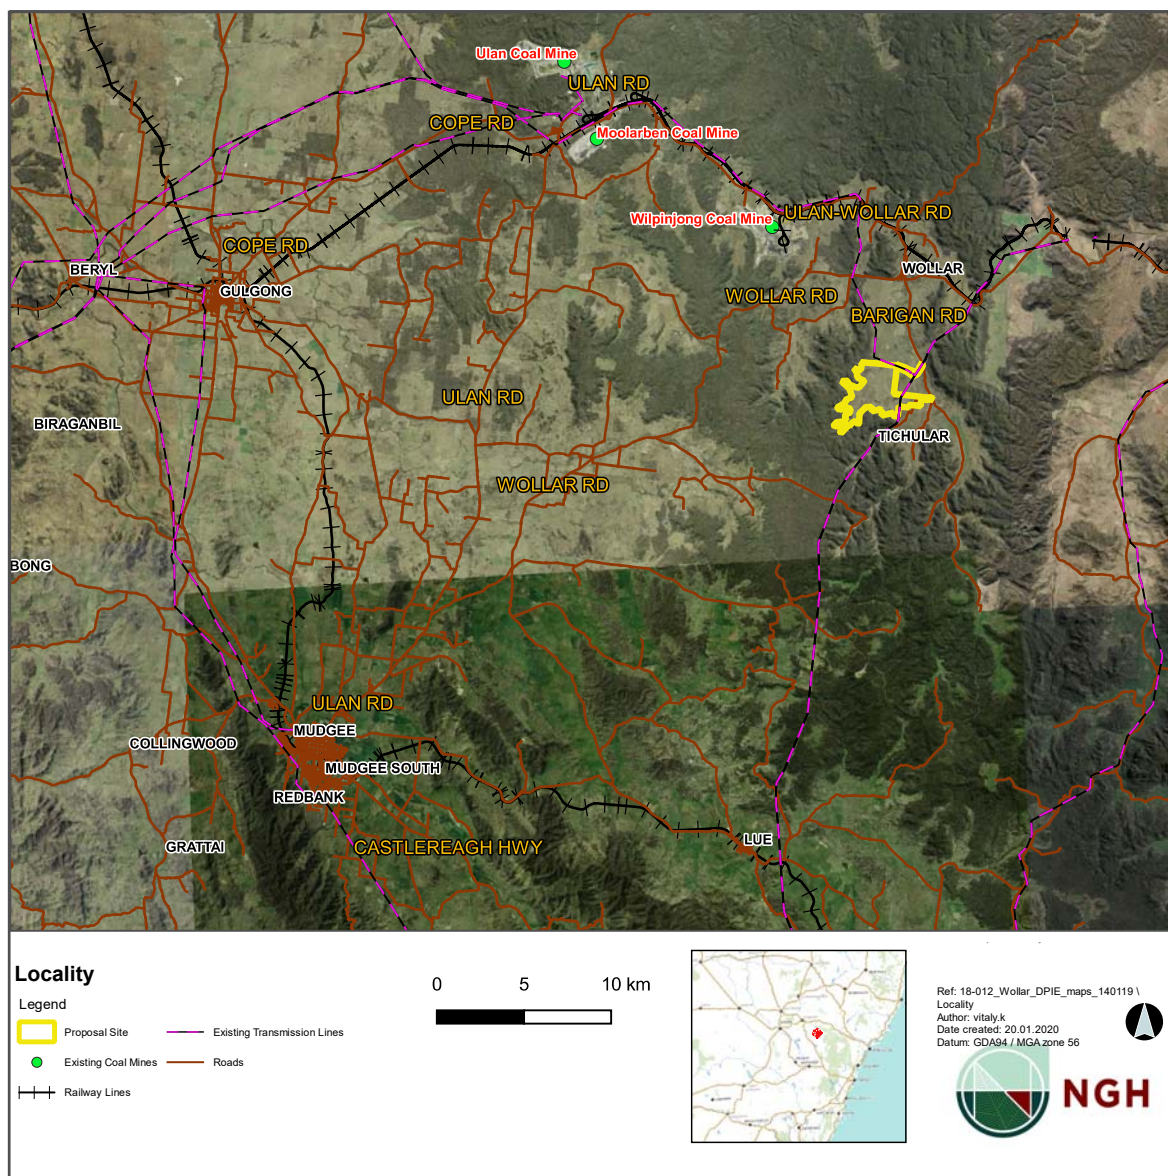 Ulan Coal Mine
ULAN RD
COPE RD
Moolarben Coal Mine
Wilpinjong Coal Mine
ULAN-WOLLAR RD
COPE RD
BERYL
GULGONG
WOLLAR
WOLLAR RD
BARIGAN RD
ULAN RD
BIRAGANBIL
TICHULAR
WOLLAR RD
BONG
ULAN RD
MUDGEE
COLLINGWOOD
MUDGEE SOUTH
REDBANK
GRATTAI
CASTLEREAGH HWY
LUE
Locality
Legend
Proposal Site
Existing Transmission Lines
Existing Coal Mines
Roads
Railway Lines
0 5 10 km
Ref: 18-012_Wollar_DPIE_maps_140119 \
Locality
Author: vitaly.k
Date created: 20.01.2020
Datum: GDA94 / MGA zone 56
NGH